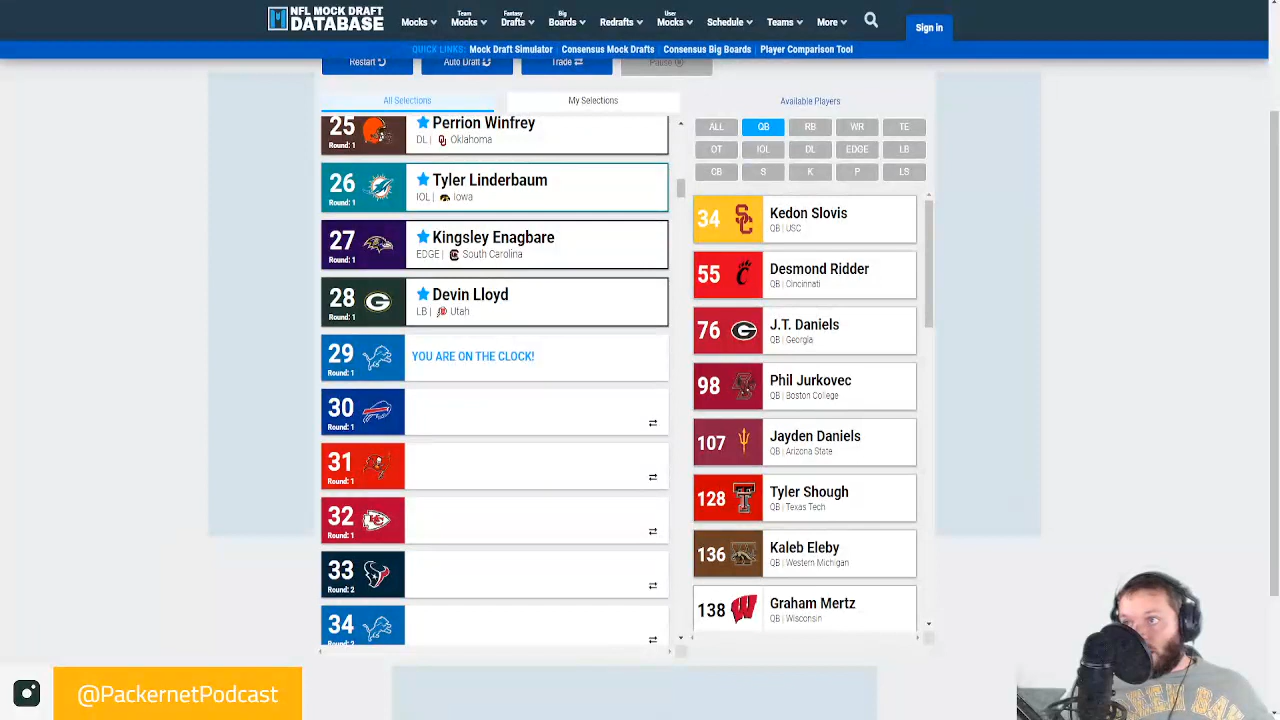 NFL MOCK DRAFT
DATABASE
Mocks
Team
Mocks
Fantasy
Drafts
Big
Boards
Redrafts
User
Mocks
Schedule
Teams
More
Sign in
QUICK LINKS: Mock Draft Simulator Consensus Mock Drafts Consensus Big Boards Player Comparison Tool
Restart
Auto Draft
Trade
Pause
All Selections
My Selections
25
Round: 1
Perrion Winfrey
DL | Oklahoma
26
Round: 1
Tyler Linderbaum
IOL | Iowa
27
Round: 1
Kingsley Enagbare
EDGE | South Carolina
28
Round: 1
Devin Lloyd
LB | Utah
29
Round: 1
YOU ARE ON THE CLOCK!
30
Round: 1
31
Round: 1
32
Round: 1
33
Round: 2
34
Round: 2
Available Players
ALL QB RB WR TE
OT IOL DL EDGE LB
CB S K P LS
34
Kedon Slovis
QB | USC
55
Desmond Ridder
QB | Cincinnati
76
J.T. Daniels
QB | Georgia
98
Phil Jurkovec
QB | Boston College
107
Jayden Daniels
QB | Arizona State
128
Tyler Shough
QB | Texas Tech
136
Kaleb Eleby
QB | Western Michigan
138
Graham Mertz
QB | Wisconsin
@PackernetPodcast